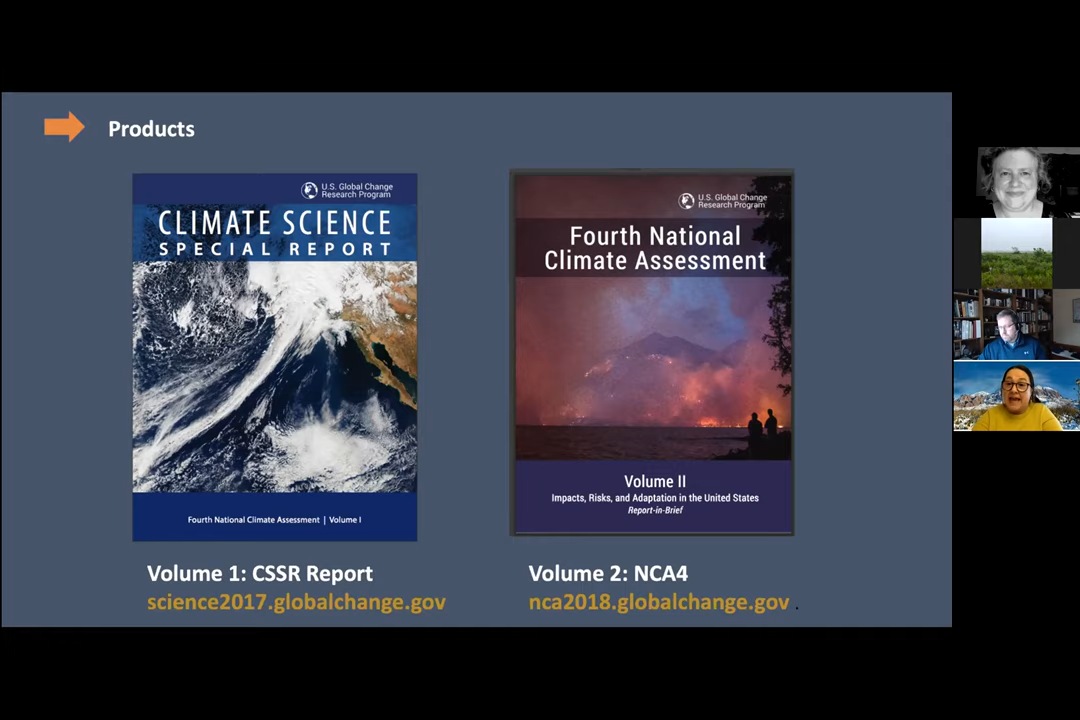 Products
U.S. Global Change
Research Program
CLIMATE SCIENCE
SPECIAL REPORT
Fourth National Climate Assessment | Volume I
Volume 1: CSSR Report
science2017.globalchange.gov
U.S. Global Change
Research Program
Fourth National
Climate Assessment
Volume II
Impacts, Risks, and Adaptation in the United States
Report-in-Brief
Volume 2: NCA4
nca2018.globalchange.gov .